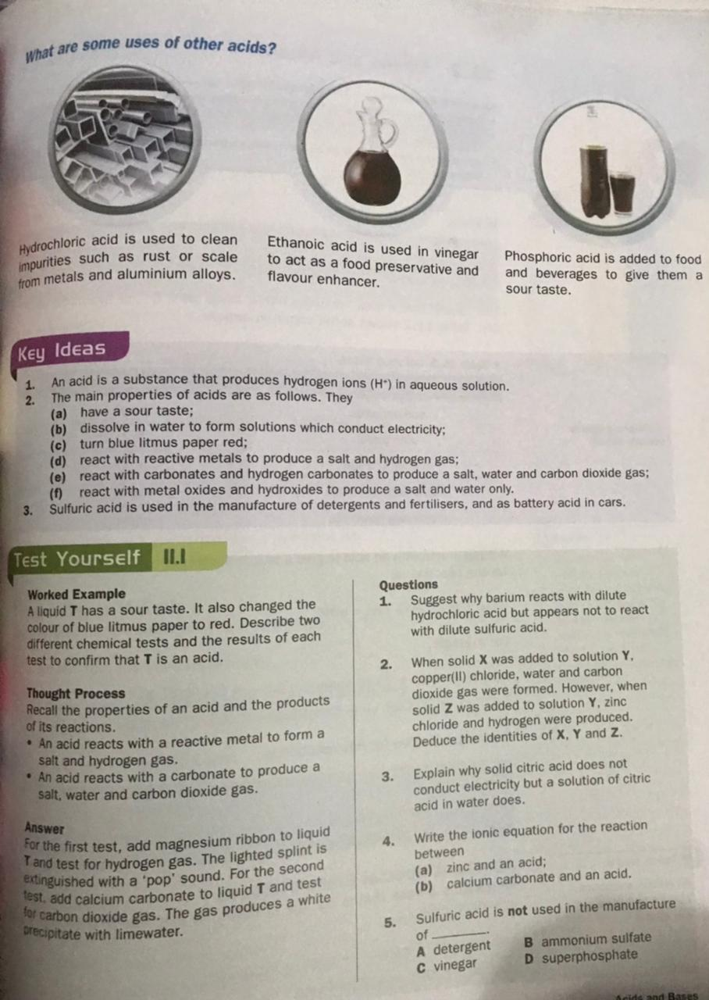 What are some uses of other acids?
Hydrochloric acid is used to clean
impurities such as rust or scale
from metals and aluminium alloys.
Ethanoic acid is used in vinegar
to act as a food preservative and
flavour enhancer.
Phosphoric acid is added to food
and beverages to give them a
sour taste.
Key Ideas
1. An acid is a substance that produces hydrogen ions (H⁺) in aqueous solution.
2. The main properties of acids are as follows. They
(a) have a sour taste;
(b) dissolve in water to form solutions which conduct electricity;
(c) turn blue litmus paper red;
(d) react with reactive metals to produce a salt and hydrogen gas;
(e) react with carbonates and hydrogen carbonates to produce a salt, water and carbon dioxide gas;
(f) react with metal oxides and hydroxides to produce a salt and water only.
3. Sulfuric acid is used in the manufacture of detergents and fertilisers, and as battery acid in cars.
Test Yourself II.I
Worked Example
A liquid T has a sour taste. It also changed the
colour of blue litmus paper to red. Describe two
different chemical tests and the results of each
test to confirm that T is an acid.
Thought Process
Recall the properties of an acid and the products
of its reactions.
• An acid reacts with a reactive metal to form a
salt and hydrogen gas.
• An acid reacts with a carbonate to produce a
salt, water and carbon dioxide gas.
Answer
For the first test, add magnesium ribbon to liquid
T and test for hydrogen gas. The lighted splint is
extinguished with a 'pop' sound. For the second
test, add calcium carbonate to liquid T and test
for carbon dioxide gas. The gas produces a white
precipitate with limewater.
Questions
1. Suggest why barium reacts with dilute
hydrochloric acid but appears not to react
with dilute sulfuric acid.
2. When solid X was added to solution Y,
copper(II) chloride, water and carbon
dioxide gas were formed. However, when
solid Z was added to solution Y, zinc
chloride and hydrogen were produced.
Deduce the identities of X, Y and Z.
3. Explain why solid citric acid does not
conduct electricity but a solution of citric
acid in water does.
4. Write the ionic equation for the reaction
between
(a) zinc and an acid;
(b) calcium carbonate and an acid.
5. Sulfuric acid is not used in the manufacture
of ________.
A detergent B ammonium sulfate
C vinegar D superphosphate
Acids and Bases